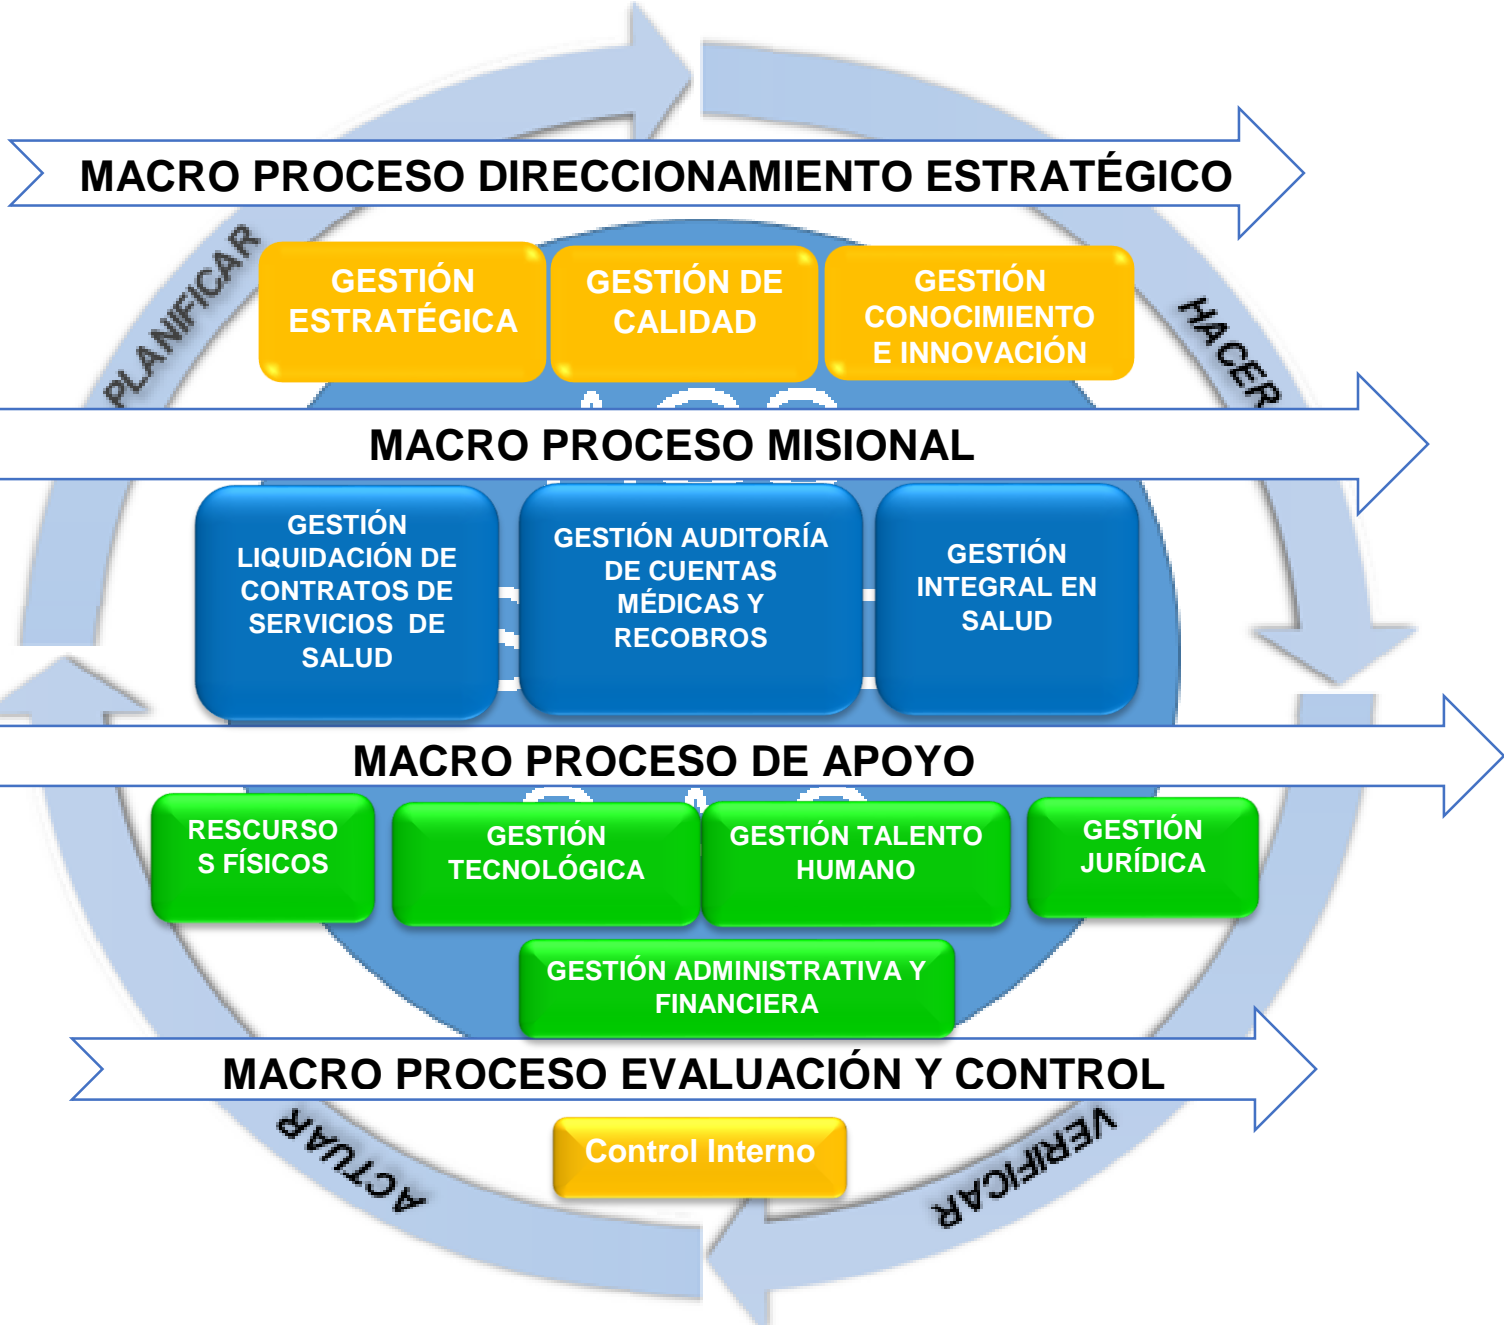 MACRO PROCESO DIRECCIONAMIENTO ESTRATÉGICO
PLANIFICAR
HACER
GESTIÓN
ESTRATÉGICA
GESTIÓN DE
CALIDAD
GESTIÓN
CONOCIMIENTO
E INNOVACIÓN
MACRO PROCESO MISIONAL
GESTIÓN
LIQUIDACIÓN DE
CONTRATOS DE
SERVICIOS DE
SALUD
GESTIÓN AUDITORÍA
DE CUENTAS
MÉDICAS Y
RECOBROS
GESTIÓN
INTEGRAL EN
SALUD
MACRO PROCESO DE APOYO
RESCURSO
S FÍSICOS
GESTIÓN
TECNOLÓGICA
GESTIÓN TALENTO
HUMANO
GESTIÓN
JURÍDICA
GESTIÓN ADMINISTRATIVA Y
FINANCIERA
MACRO PROCESO EVALUACIÓN Y CONTROL
Control Interno
ACTUAR
VERIFICAR